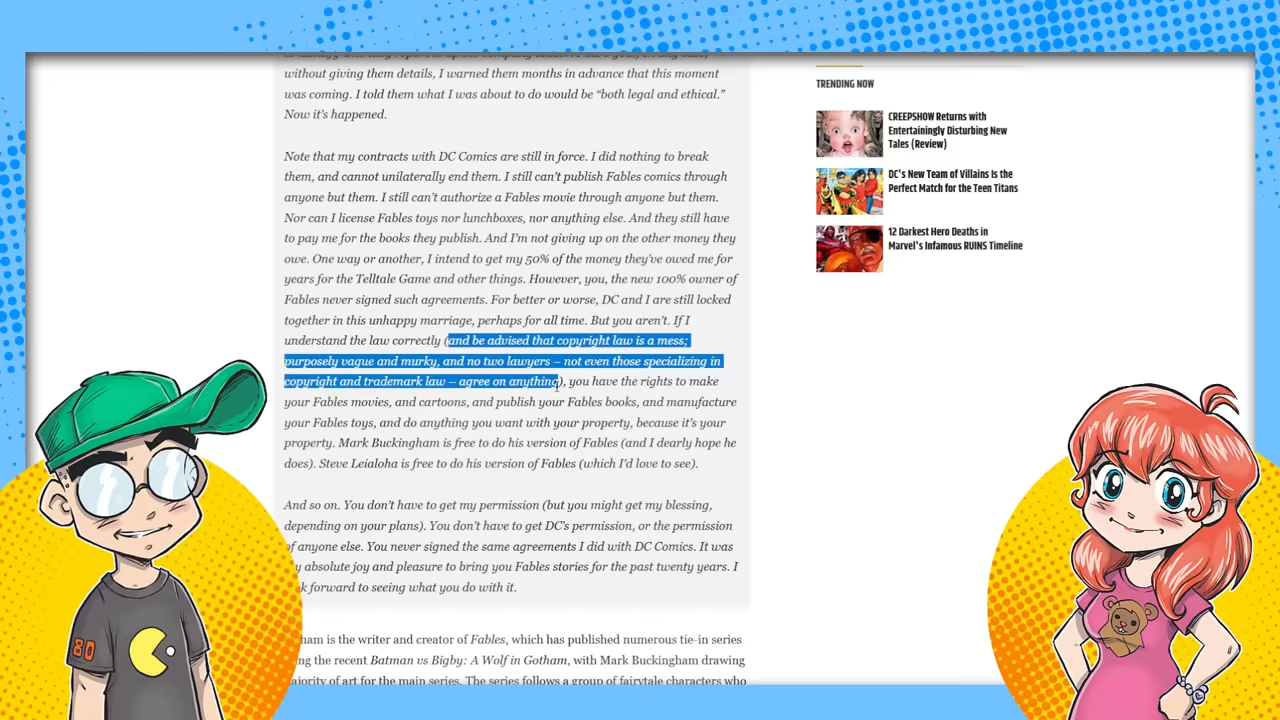 without giving them details, I warned them months in advance that this moment
was coming. I told them what I was about to do would be “both legal and ethical.”
Now it’s happened.
Note that my contracts with DC Comics are still in force. I did nothing to break
them, and cannot unilaterally end them. I still can’t publish Fables comics through
anyone but them. I still can’t authorize a Fables movie through anyone but them.
Nor can I license Fables toys nor lunchboxes, nor anything else. And they still have
to pay me for the books they publish. And I’m not giving up on the other money they
owe. One way or another, I intend to get my 50% of the money they’ve owed me for
years for the Telltale Game and other things. However, you, the new 100% owner of
Fables never signed such agreements. For better or worse, DC and I are still locked
together in this unhappy marriage, perhaps for all time. But you aren’t. If I
understand the law correctly (and be advised that copyright law is a mess;
purposely vague and murky, and no two lawyers – not even those specializing in
copyright and trademark law – agree on anything), you have the rights to make
your Fables movies, and cartoons, and publish your Fables books, and manufacture
your Fables toys, and do anything you want with your property, because it’s your
property. Mark Buckingham is free to do his version of Fables (and I dearly hope he
does). Steve Leialoha is free to do his version of Fables (which I’d love to see).
And so on. You don’t have to get my permission (but you might get my blessing,
depending on your plans). You don’t have to get DC’s permission, or the permission
of anyone else. You never signed the same agreements I did with DC Comics. It was
absolute joy and pleasure to bring you Fables stories for the past twenty years. I
forward to seeing what you do with it.
is the writer and creator of Fables, which has published numerous tie-in series
the recent Batman vs Bigby: A Wolf in Gotham, with Mark Buckingham drawing
of art for the main series. The series follows a group of fairytale characters who
TRENDING NOW
CREEPSHOW Returns with
Entertainingly Disturbing New
Tales (Review)
DC's New Team of Villains Is the
Perfect Match for the Teen Titans
12 Darkest Hero Deaths in
Marvel's Infamous RUINS Timeline
80